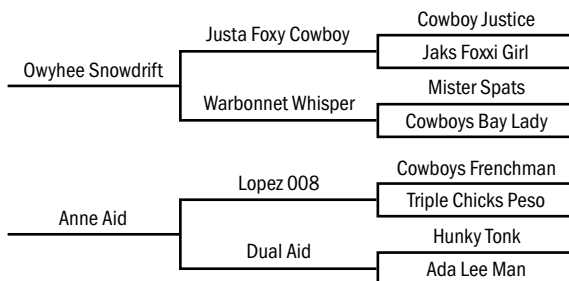 Cowboy Justice
Justa Foxy Cowboy
Jaks Foxxi Girl
Owyhee Snowdrift
Mister Spats
Warbonnet Whisper
Cowboys Bay Lady
Cowboys Frenchman
Lopez 008
Triple Chicks Peso
Anne Aid
Hunky Tonk
Dual Aid
Ada Lee Man